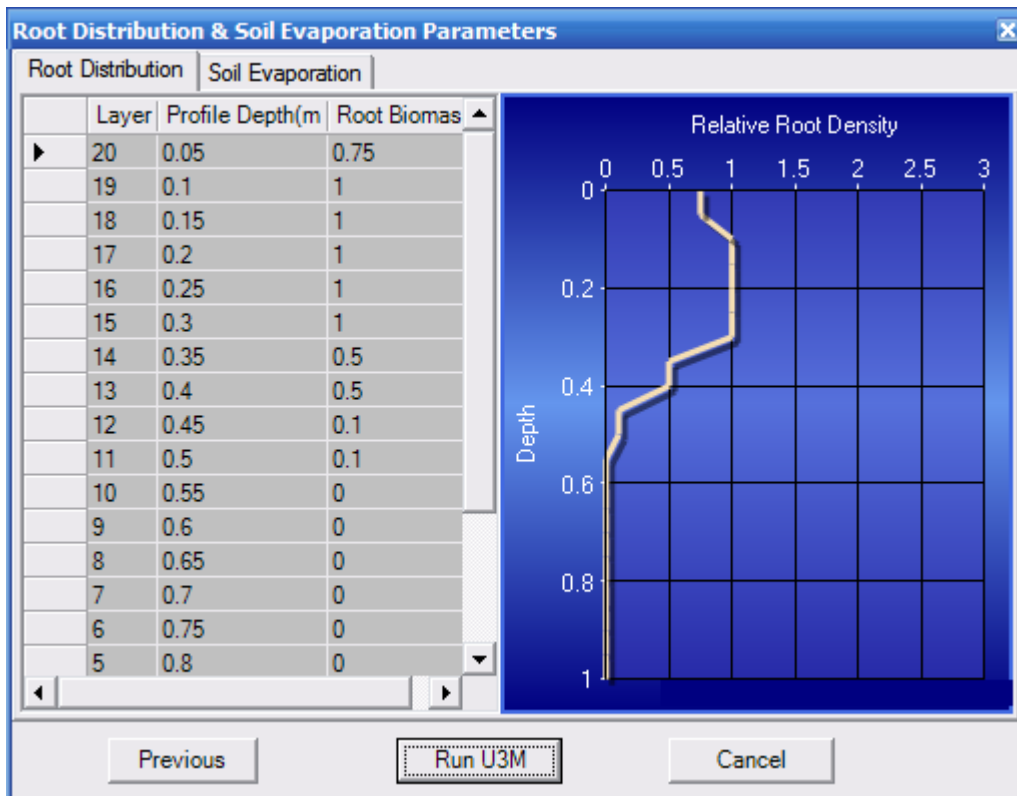 Root Distribution & Soil Evaporation Parameters
Root Distribution Soil Evaporation
Layer Profile Depth(m Root Biomas
20 0.05 0.75
19 0.1 1
18 0.15 1
17 0.2 1
16 0.25 1
15 0.3 1
14 0.35 0.5
13 0.4 0.5
12 0.45 0.1
11 0.5 0.1
10 0.55 0
9 0.6 0
8 0.65 0
7 0.7 0
6 0.75 0
5 0.8 0
Relative Root Density
0 0.5 1 1.5 2 2.5 3
0
0.2
0.4
0.6
0.8
1
Depth
Previous Run U3M Cancel